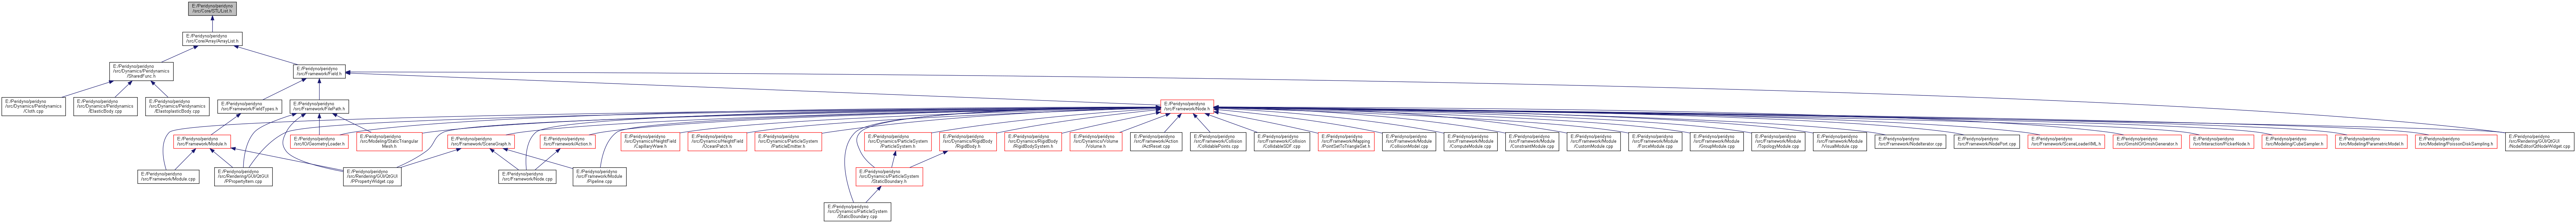 E:/Peridyno/peridyno
/src/Core/STL/List.h
E:/Peridyno/peridyno
/src/Core/Array/ArrayList.h
E:/Peridyno/peridyno
/src/Dynamics/Peridynamics
/SharedFunc.h
E:/Peridyno/peridyno
/src/Framework/Field.h
E:/Peridyno/peridyno
/src/Dynamics/Peridynamics
/Cloth.cpp
E:/Peridyno/peridyno
/src/Dynamics/Peridynamics
/ElasticBody.cpp
E:/Peridyno/peridyno
/src/Dynamics/Peridynamics
/ElastoplasticBody.cpp
E:/Peridyno/peridyno
/src/Framework/FieldTypes.h
E:/Peridyno/peridyno
/src/Framework/FilePath.h
E:/Peridyno/peridyno
/src/Framework/Node.h
E:/Peridyno/peridyno
/src/Framework/Module.h
E:/Peridyno/peridyno
/src/IO/GeometryLoader.h
E:/Peridyno/peridyno
/src/Modeling/StaticTriangular
Mesh.h
E:/Peridyno/peridyno
/src/Framework/SceneGraph.h
E:/Peridyno/peridyno
/src/Framework/Action.h
E:/Peridyno/peridyno
/src/Dynamics/HeightField
/CapillaryWave.h
E:/Peridyno/peridyno
/src/Dynamics/HeightField
/OceanPatch.h
E:/Peridyno/peridyno
/src/Dynamics/ParticleSystem
/ParticleEmitter.h
E:/Peridyno/peridyno
/src/Dynamics/ParticleSystem
/ParticleSystem.h
E:/Peridyno/peridyno
/src/Dynamics/RigidBody
/RigidBody.h
E:/Peridyno/peridyno
/src/Dynamics/RigidBody
/RigidBodySystem.h
E:/Peridyno/peridyno
/src/Dynamics/Volume
/Volume.h
E:/Peridyno/peridyno
/src/Framework/Action
/ActReset.cpp
E:/Peridyno/peridyno
/src/Framework/Collision
/CollidablePoints.cpp
E:/Peridyno/peridyno
/src/Framework/Collision
/CollidableSDF.cpp
E:/Peridyno/peridyno
/src/Framework/Mapping
/PointSetToTriangleSet.h
E:/Peridyno/peridyno
/src/Framework/Module
/CollisionModel.cpp
E:/Peridyno/peridyno
/src/Framework/Module
/ComputeModule.cpp
E:/Peridyno/peridyno
/src/Framework/Module
/ConstraintModule.cpp
E:/Peridyno/peridyno
/src/Framework/Module
/CustomModule.cpp
E:/Peridyno/peridyno
/src/Framework/Module
/ForceModule.cpp
E:/Peridyno/peridyno
/src/Framework/Module
/GroupModule.cpp
E:/Peridyno/peridyno
/src/Framework/Module
/TopologyModule.cpp
E:/Peridyno/peridyno
/src/Framework/Module
/VisualModule.cpp
E:/Peridyno/peridyno
/src/Framework/NodeIterator.cpp
E:/Peridyno/peridyno
/src/Framework/NodePort.cpp
E:/Peridyno/peridyno
/src/Framework/SceneLoaderXML.h
E:/Peridyno/peridyno
/src/GmshIO/GmshGenerator.h
E:/Peridyno/peridyno
/src/Interaction/PickerNode.h
E:/Peridyno/peridyno
/src/Modeling/CubeSampler.h
E:/Peridyno/peridyno
/src/Modeling/ParametricModel.h
E:/Peridyno/peridyno
/src/Modeling/PoissonDiskSampling.h
E:/Peridyno/peridyno
/src/Rendering/GUI/QtGUI
/NodeEditor/QtNodeWidget.cpp
E:/Peridyno/peridyno
/src/Framework/Module.cpp
E:/Peridyno/peridyno
/src/Rendering/GUI/QtGUI
/PPropertyItem.cpp
E:/Peridyno/peridyno
/src/Rendering/GUI/QtGUI
/PPropertyWidget.cpp
E:/Peridyno/peridyno
/src/Framework/Node.cpp
E:/Peridyno/peridyno
/src/Framework/Module
/Pipeline.cpp
E:/Peridyno/peridyno
/src/Dynamics/ParticleSystem
/StaticBoundary.h
E:/Peridyno/peridyno
/src/Dynamics/ParticleSystem
/StaticBoundary.cpp